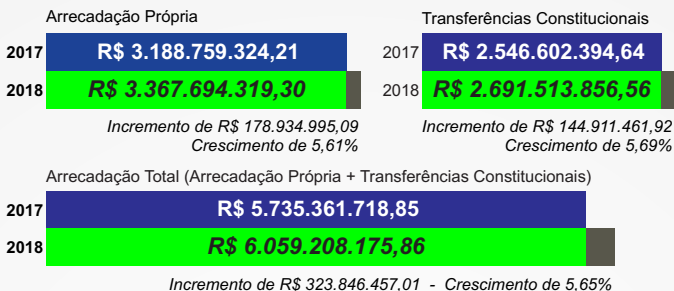 Arrecadação Própria
2017 R$ 3.188.759.324,21
2018 R$ 3.367.694.319,30
Incremento de R$ 178.934.995,09
Crescimento de 5,61%
Transferências Constitucionais
2017 R$ 2.546.602.394,64
2018 R$ 2.691.513.856,56
Incremento de R$ 144.911.461,92
Crescimento de 5,69%
Arrecadação Total (Arrecadação Própria + Transferências Constitucionais)
2017 R$ 5.735.361.718,85
2018 R$ 6.059.208.175,86
Incremento de R$ 323.846.457,01 - Crescimento de 5,65%